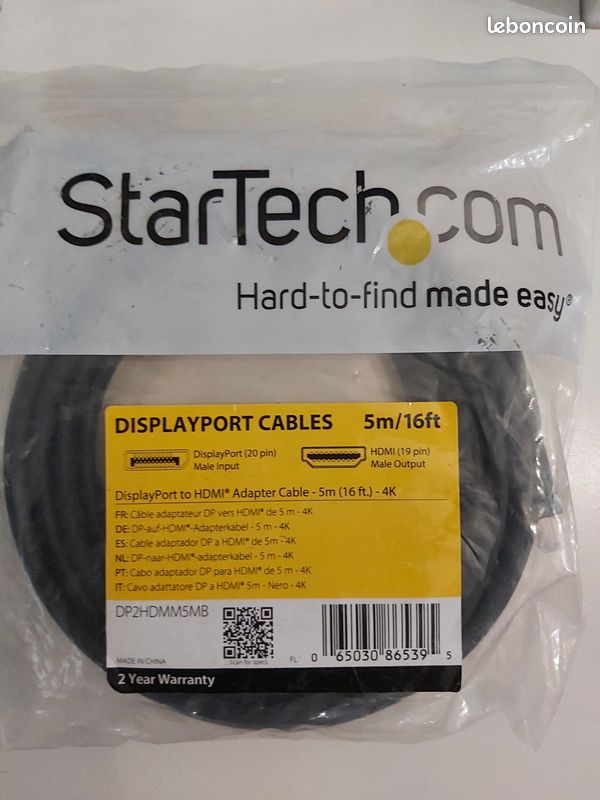 leboncoin
StarTech.com
Hard-to-find made easy®
DISPLAYPORT CABLES 5m/16ft
DisplayPort (20 pin)
Male Input
HDMI (19 pin)
Male Output
DisplayPort to HDMI® Adapter Cable - 5m (16 ft.) - 4K
FR: Câble adaptateur DP vers HDMI® de 5 m - 4K
DE: DP-auf-HDMI®-Adapterkabel - 5 m - 4K
ES: Cable adaptador DP a HDMI® de 5m - 4K
NL: DP-naar-HDMI®-adapterkabel - 5 m - 4K
PT: Cabo adaptador DP para HDMI® de 5 m - 4K
IT: Cavo adattatore DP a HDMI® 5m - Nero - 4K
DP2HDMM5MB
MADE IN CHINA
Scan for specs
FL
0 65030 86539 5
2 Year Warranty